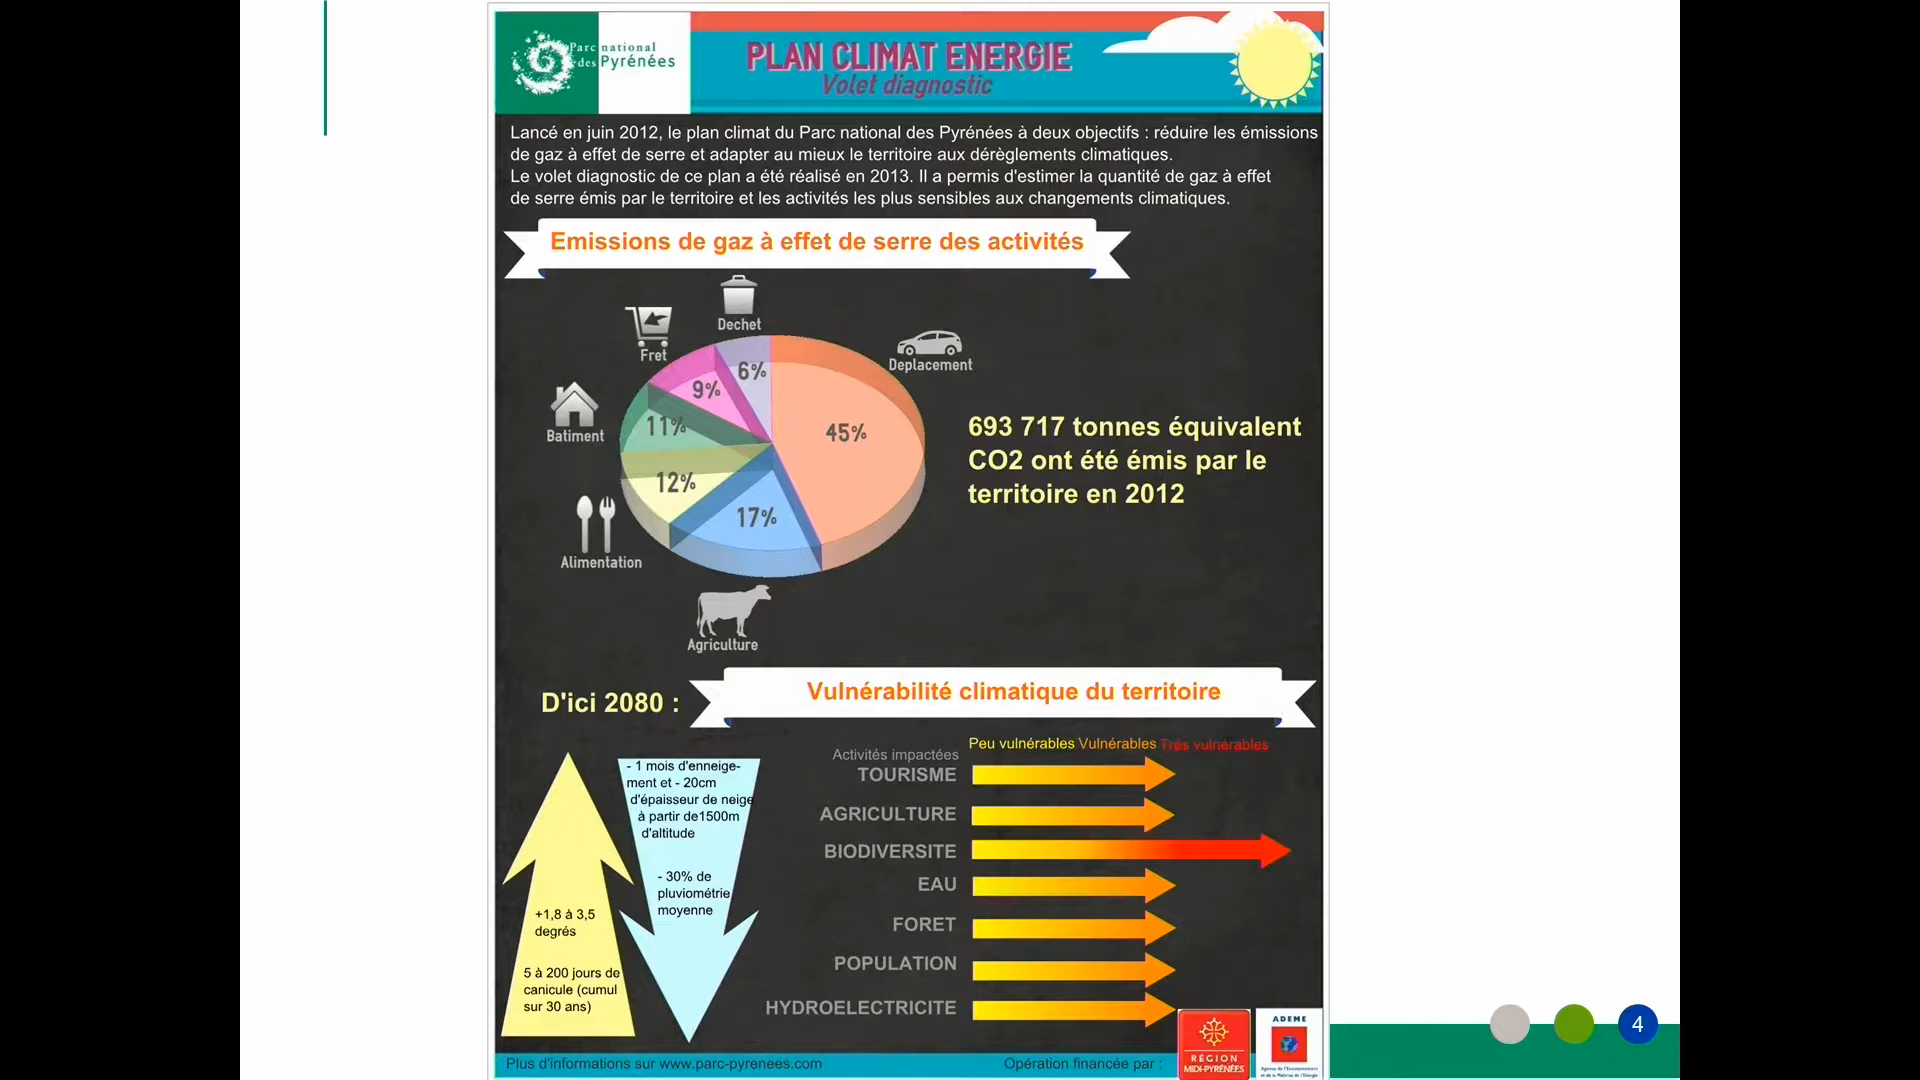 Parc national
des Pyrénées
PLAN CLIMAT ENERGIE
Volet diagnostic
Lancé en juin 2012, le plan climat du Parc national des Pyrénées à deux objectifs : réduire les émissions
de gaz à effet de serre et adapter au mieux le territoire aux dérèglements climatiques.
Le volet diagnostic de ce plan a été réalisé en 2013. Il a permis d'estimer la quantité de gaz à effet
de serre émis par le territoire et les activités les plus sensibles aux changements climatiques.
Emissions de gaz à effet de serre des activités
Dechet
Fret
Deplacement
6%
9%
Batiment
11%
45%
12%
17%
Alimentation
Agriculture
693 717 tonnes équivalent
CO2 ont été émis par le
territoire en 2012
D'ici 2080 :
Vulnérabilité climatique du territoire
+1,8 à 3,5
degrés
5 à 200 jours de
canicule (cumul
sur 30 ans)
- 1 mois d'enneige-
ment et - 20cm
d'épaisseur de neige
à partir de1500m
d'altitude
- 30% de
pluviométrie
moyenne
Activités impactées
Peu vulnérables Vulnérables Très vulnérables
TOURISME
AGRICULTURE
BIODIVERSITE
EAU
FORET
POPULATION
HYDROELECTRICITE
Plus d'informations sur www.parc-pyrenees.com
Opération financée par :
RÉGION
MIDI-PYRÉNÉES
ADEME
Agence de l'Environnement
et de la Maîtrise de l'Energie
4